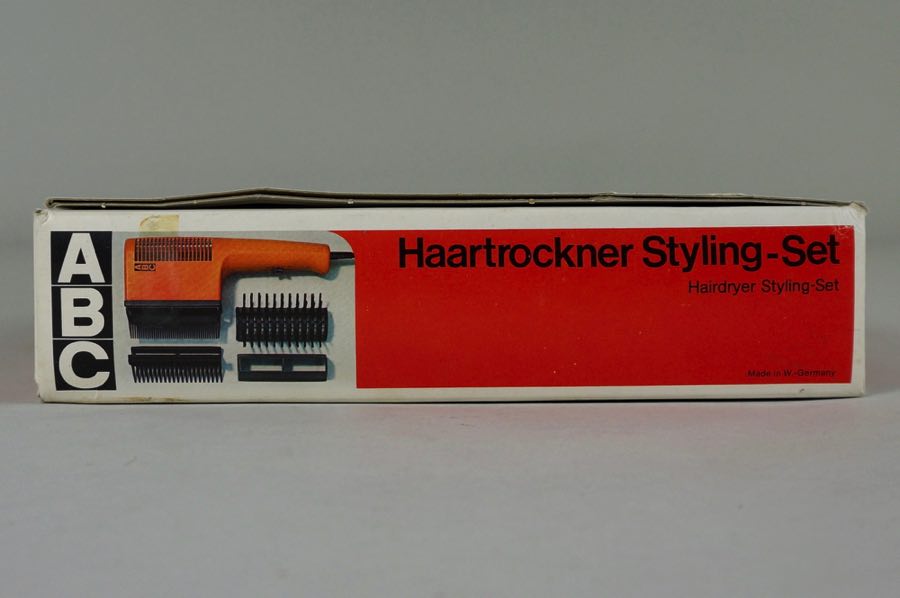 A
B
C
ABC
Haartrockner Styling-Set
Hairdryer Styling-Set
Made in W.-Germany